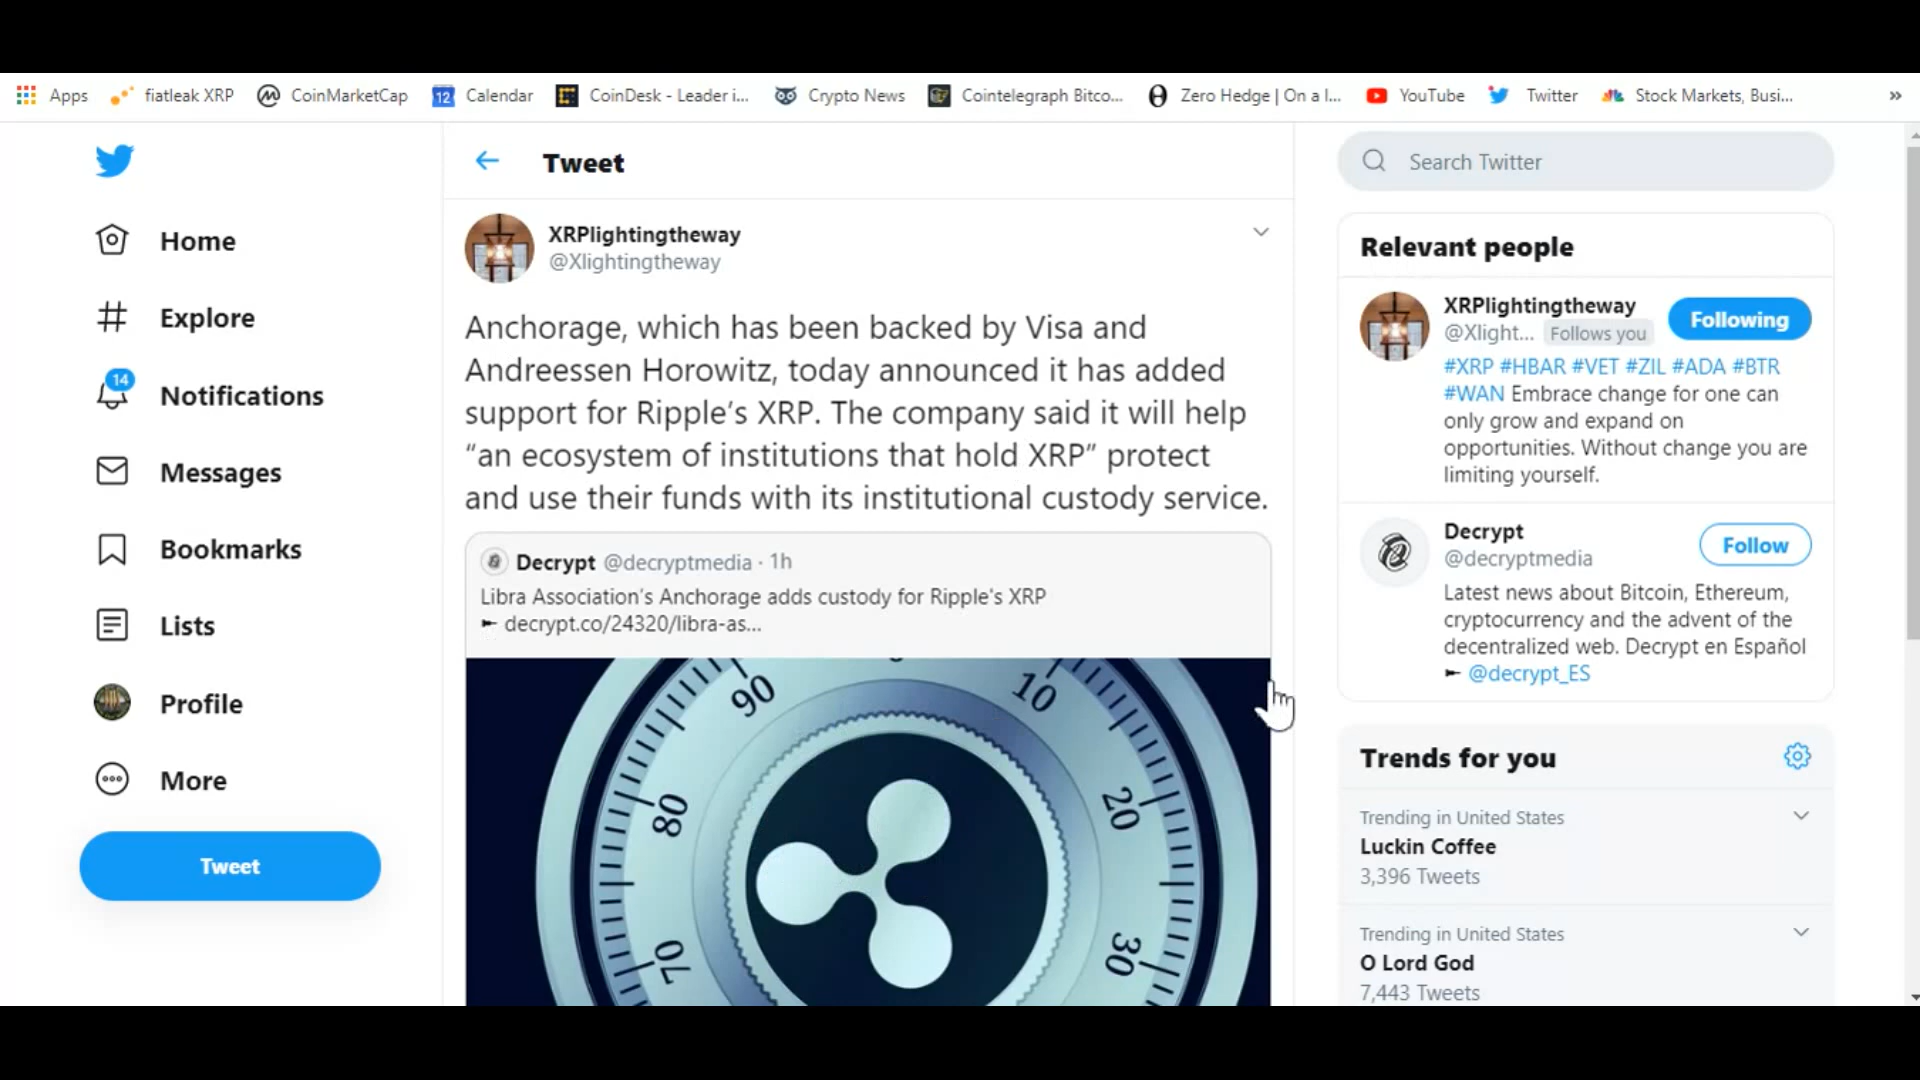 Apps fiatleak XRP CoinMarketCap 12 Calendar CoinDesk - Leader i... Crypto News Cointelegraph Bitco... Zero Hedge | On a l... YouTube Twitter Stock Markets, Busi... »
Home
Explore
14
Notifications
Messages
Bookmarks
Lists
Profile
More
Tweet
Tweet
XRPlightingtheway
@Xlightingtheway
Anchorage, which has been backed by Visa and
Andreessen Horowitz, today announced it has added
support for Ripple's XRP. The company said it will help
“an ecosystem of institutions that hold XRP” protect
and use their funds with its institutional custody service.
Decrypt @decryptmedia · 1h
Libra Association's Anchorage adds custody for Ripple's XRP
► decrypt.co/24320/libra-as...
90
10
80
20
70
30
Search Twitter
Relevant people
XRPlightingtheway
@Xlight... Follows you
Following
#XRP #HBAR #VET #ZIL #ADA #BTR
#WAN Embrace change for one can
only grow and expand on
opportunities. Without change you are
limiting yourself.
Decrypt
@decryptmedia
Follow
Latest news about Bitcoin, Ethereum,
cryptocurrency and the advent of the
decentralized web. Decrypt en Español
► @decrypt_ES
Trends for you
Trending in United States
Luckin Coffee
3,396 Tweets
Trending in United States
O Lord God
7,443 Tweets